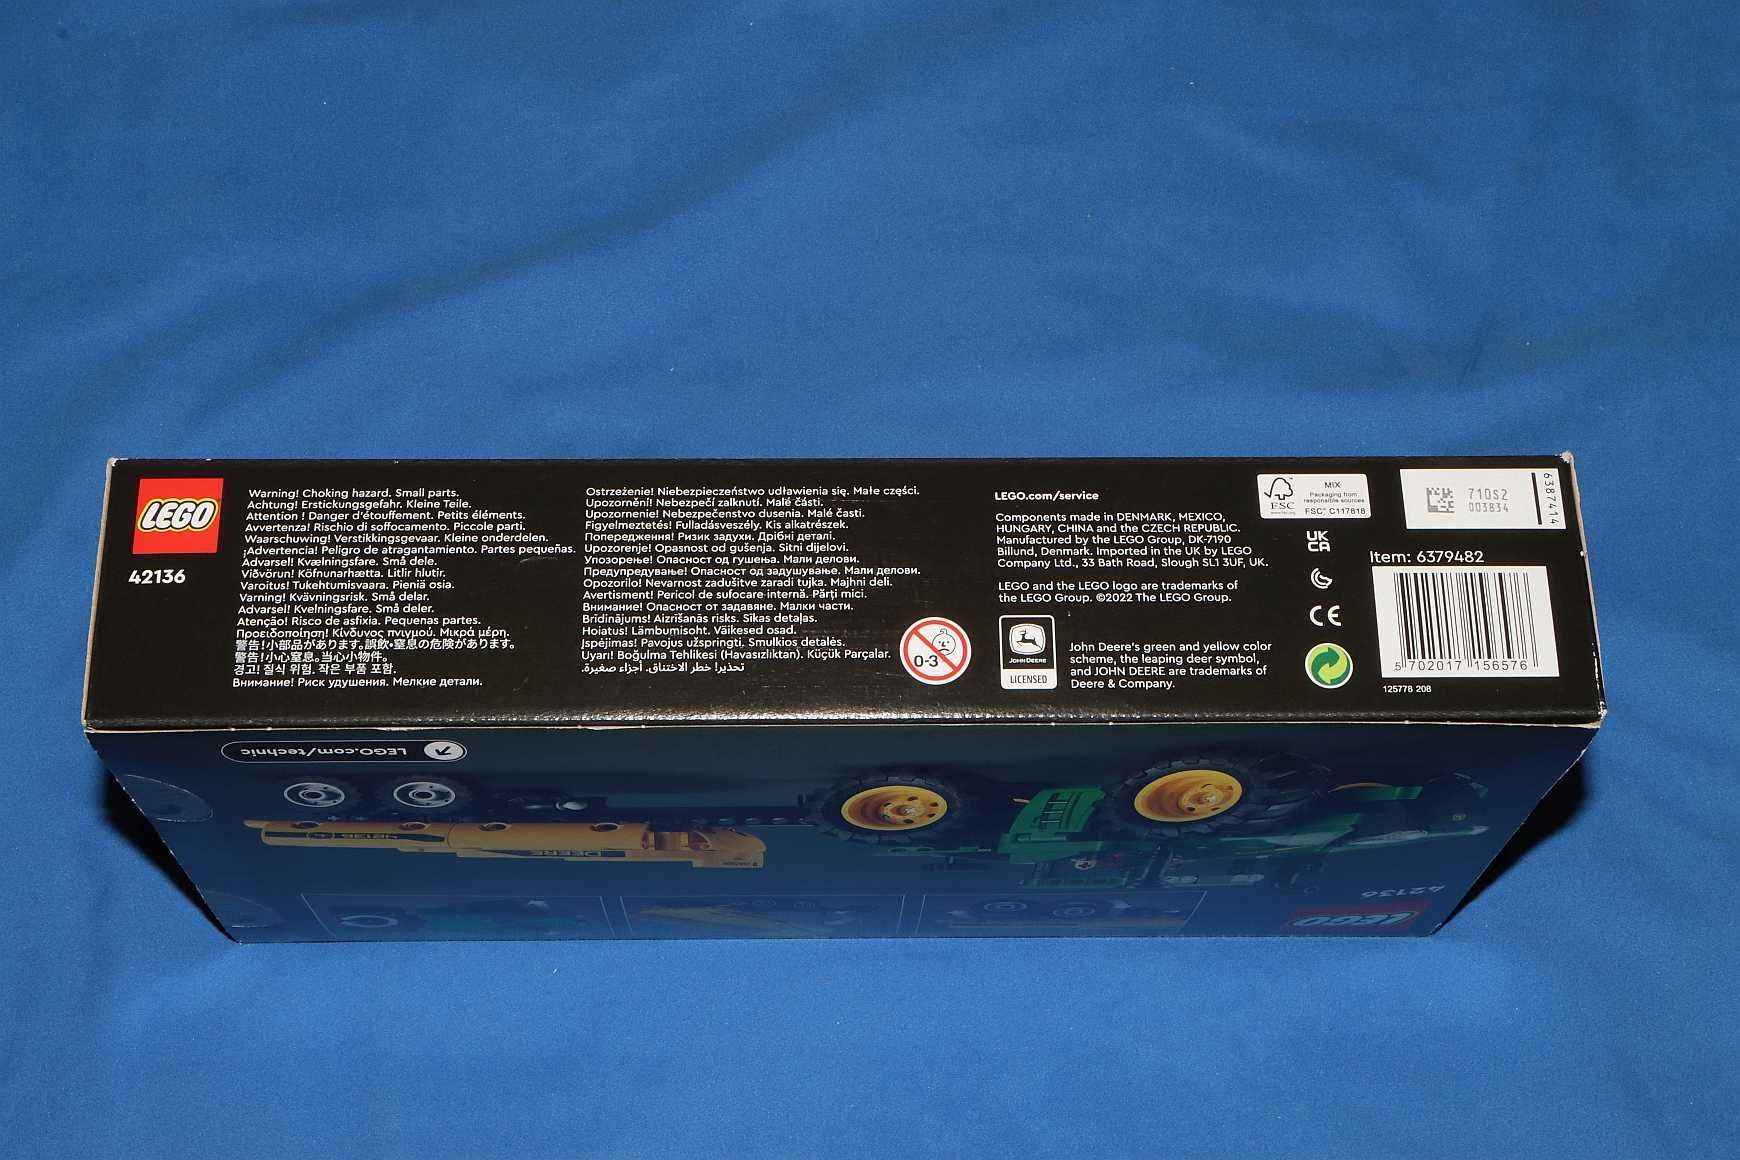 LEGO
42136
Warning! Choking hazard. Small parts.
Achtung! Erstickungsgefahr. Kleine Teile.
Attention ! Danger d'étouffement. Petits éléments.
Avvertenza! Rischio di soffocamento. Piccole parti.
Waarschuwing! Verstikkingsgevaar. Kleine onderdelen.
¡Advertencia! Peligro de atragantamiento. Partes pequeñas.
Advarsel! Kvælningsfare. Små dele.
Viðvörun! Köfnunarhætta. Litlir hlutir.
Varoitus! Tukehtumisvaara. Pieniä osia.
Varning! Kvävningsrisk. Små delar.
Advarsel! Kvelningsfare. Små deler.
Atenção! Risco de asfixia. Pequenas partes.
Προειδοποίηση! Κίνδυνος πνιγμού. Μικρά μέρη.
警告!小部品があります。誤飲•窒息の危険があります。
警告!小心窒息。当心小物件。
경고! 질식 위험. 작은 부품 포함.
Внимание! Риск удушения. Мелкие детали.
Ostrzeżenie! Niebezpieczeństwo udławienia się. Małe części.
Upozornění! Nebezpečí zalknutí. Malé části.
Upozornenie! Nebezpečenstvo dusenia. Malé časti.
Figyelmeztetés! Fulladásveszély. Kis alkatrészek.
Попередження! Ризик задухи. Дрібні деталі.
Upozorenje! Opasnost od gušenja. Sitni dijelovi.
Упозорење! Опасност од гушења. Мали делови.
Предупредување! Опасност од задушување. Мали делови.
Opozorilo! Nevarnost zadušitve zaradi tujka. Majhni deli.
Avertisment! Pericol de sufocare internă. Părți mici.
Внимание! Опасност от задавяне. Малки части.
Brīdinājums! Aizrīšanās risks. Sīkas detaļas.
Hoiatus! Lämbumisoht. Väikesed osad.
Įspėjimas! Pavojus užspringti. Smulkios detalės.
Uyarı! Boğulma Tehlikesi (Havasızlıktan). Küçük Parçalar.
تحذير! خطر الاختناق. أجزاء صغيرة.
0-3
LEGO.com/service
Components made in DENMARK, MEXICO,
HUNGARY, CHINA and the CZECH REPUBLIC.
Manufactured by the LEGO Group, DK-7190
Billund, Denmark. Imported in the UK by LEGO
Company Ltd., 33 Bath Road, Slough SL1 3UF, UK.
LEGO and the LEGO logo are trademarks of
the LEGO Group. ©2022 The LEGO Group.
JOHN DEERE
LICENSED
John Deere's green and yellow color
scheme, the leaping deer symbol,
and JOHN DEERE are trademarks of
Deere & Company.
FSC
www.fsc.org
MIX
Packaging from
responsible sources
FSC® C117818
UK
CA
CE
710S2
003834
6387414
Item: 6379482
5 702017 156576
125778 208
LEGO.com/technic
42136
DEERE
42136
LEGO